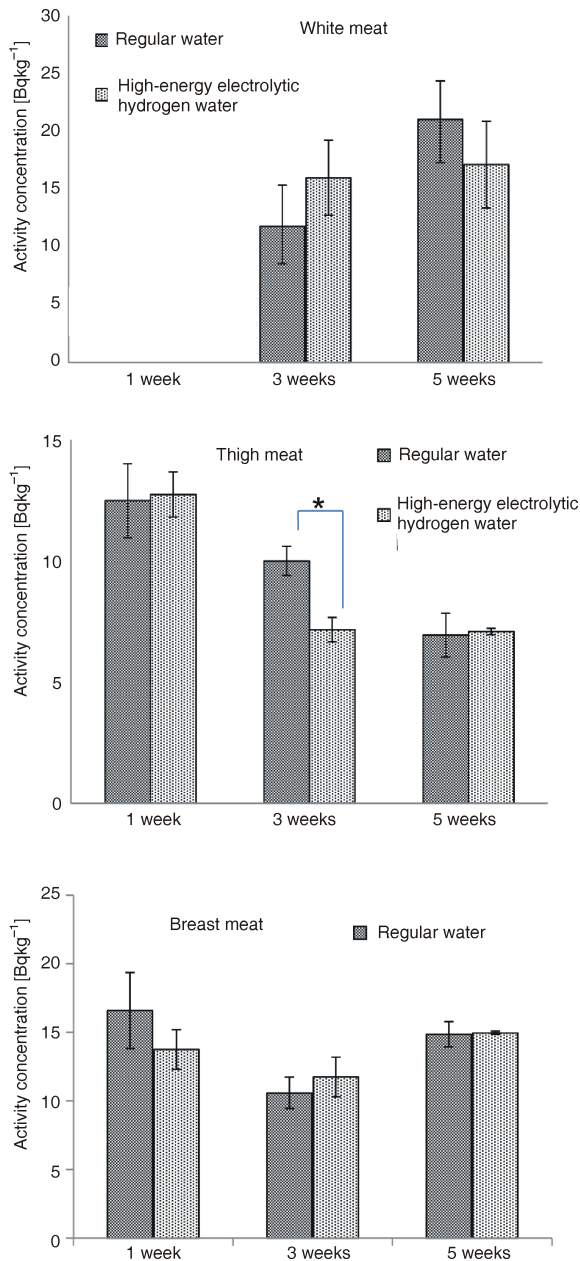 30
White meat
Regular water
25
High-energy electrolytic
hydrogen water
20
15
10
5
0
Activity concentration [Bqkg⁻¹]
1 week 3 weeks 5 weeks
15
Thigh meat
Regular water
High-energy electrolytic
hydrogen water
*
10
5
0
Activity concentration [Bqkg⁻¹]
1 week 3 weeks 5 weeks
25
Breast meat
Regular water
20
15
10
5
0
Activity concentration [Bqkg⁻¹]
1 week 3 weeks 5 weeks